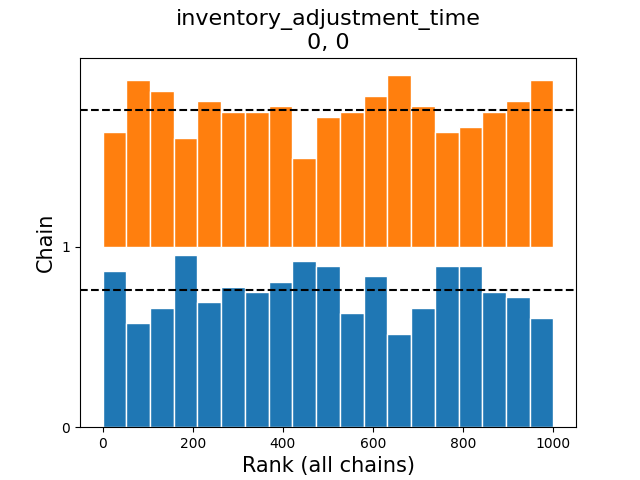 inventory_adjustment_time
0, 0
Chain
1
0
0 200 400 600 800 1000
Rank (all chains)